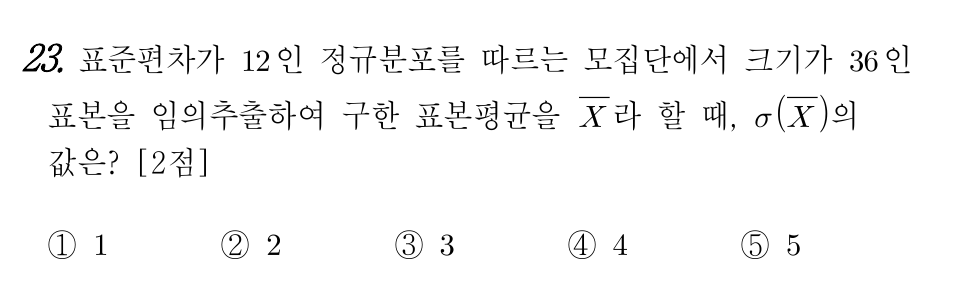 23. 표준편차가 12인 정규분포를 따르는 모집단에서 크기가 36인
표본을 임의추출하여 구한 표본평균을 X̅라 할 때, σ(X̅)의
값은? [2점]
① 1 ② 2 ③ 3 ④ 4 ⑤ 5